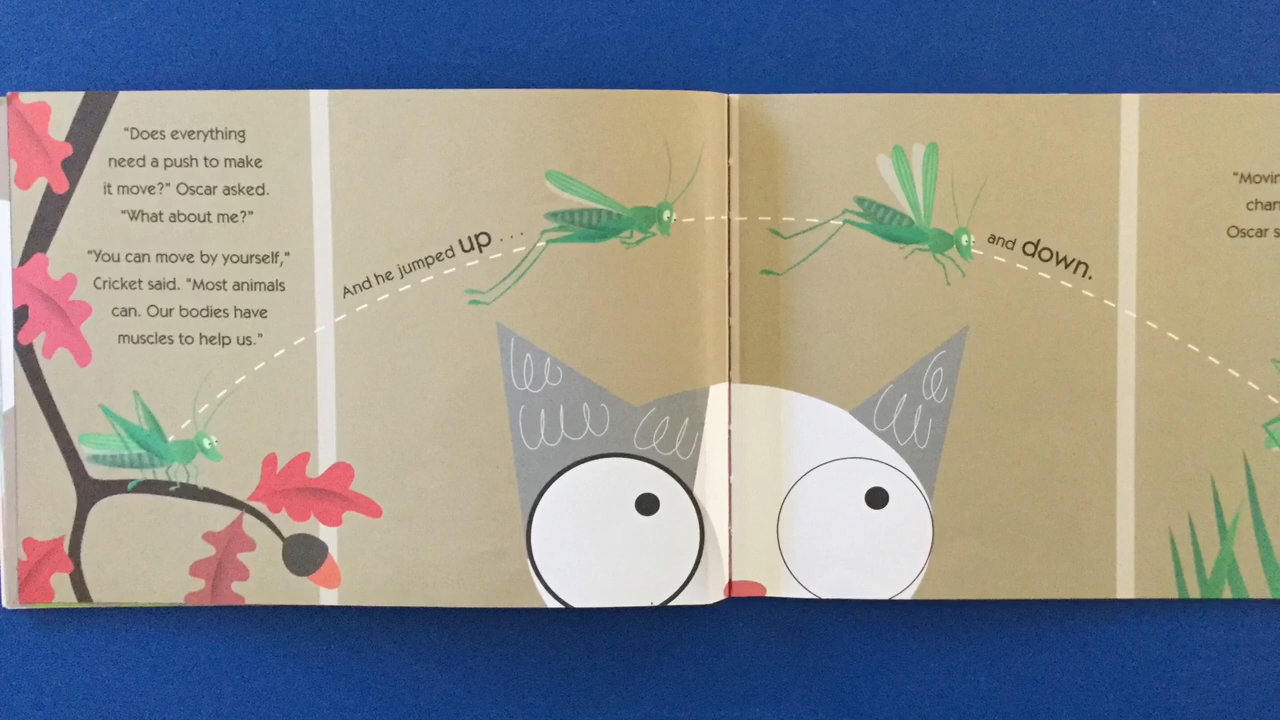 "Does everything
need a push to make
it move?" Oscar asked.
"What about me?"
"You can move by yourself,"
Cricket said. "Most animals
can. Our bodies have
muscles to help us."
And he jumped up . . .
and down.
Oscar